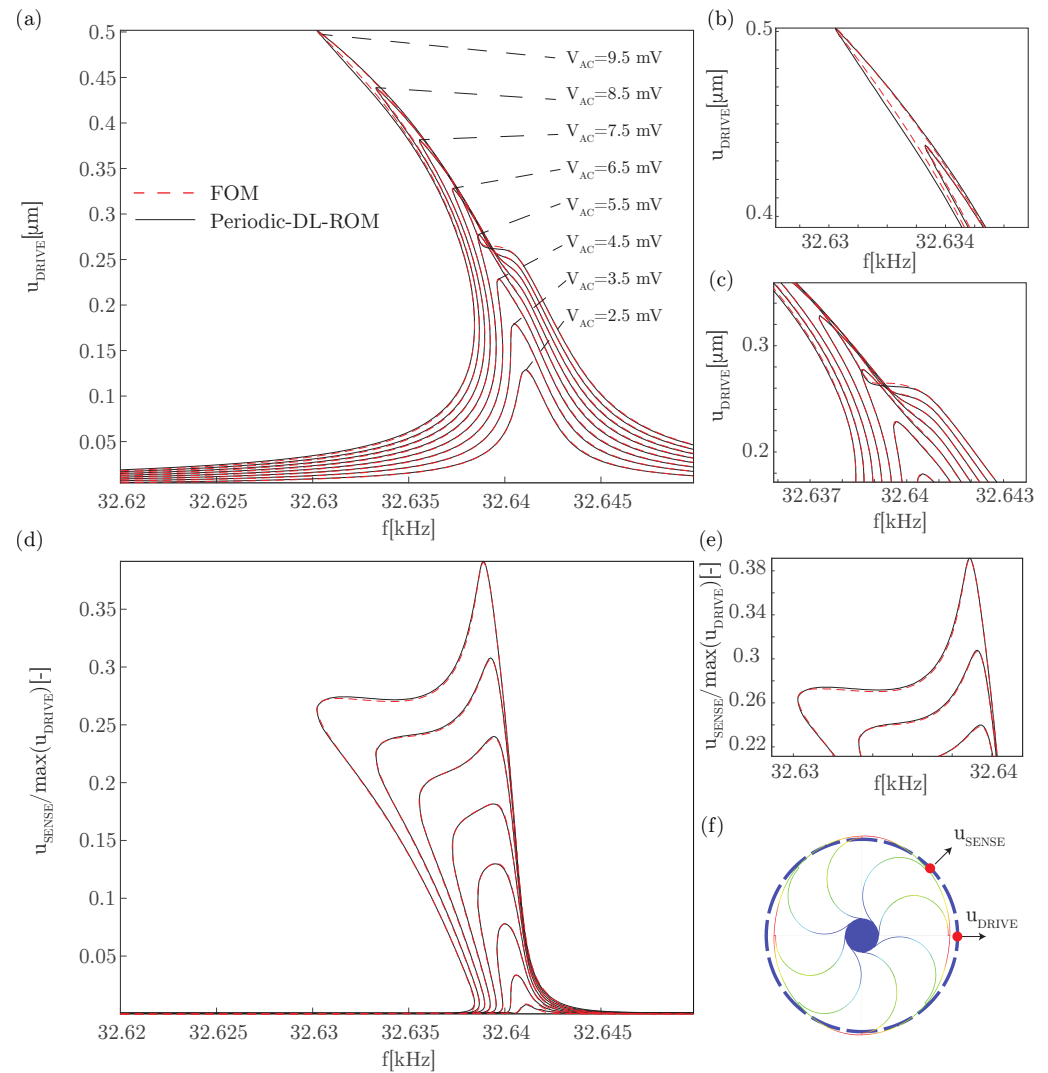 (a)
0.5
0.45
0.4
0.35
0.3
0.25
0.2
0.15
0.1
0.05
u_DRIVE[μm]
V_AC=9.5 mV
V_AC=8.5 mV
V_AC=7.5 mV
V_AC=6.5 mV
V_AC=5.5 mV
V_AC=4.5 mV
V_AC=3.5 mV
V_AC=2.5 mV
FOM
Periodic-DL-ROM
32.62 32.625 32.63 32.635 32.64 32.645
f[kHz]
(b)
0.5
0.4
u_DRIVE[μm]
32.63 32.634
f[kHz]
(c)
0.3
0.2
u_DRIVE[μm]
32.637 32.64 32.643
f[kHz]
(d)
0.35
0.3
0.25
0.2
0.15
0.1
0.05
u_SENSE/max(u_DRIVE)[-]
32.62 32.625 32.63 32.635 32.64 32.645
f[kHz]
(e)
0.38
0.34
0.3
0.26
0.22
u_SENSE/max(u_DRIVE)[-]
32.63 32.64
f[kHz]
(f)
u_SENSE
u_DRIVE